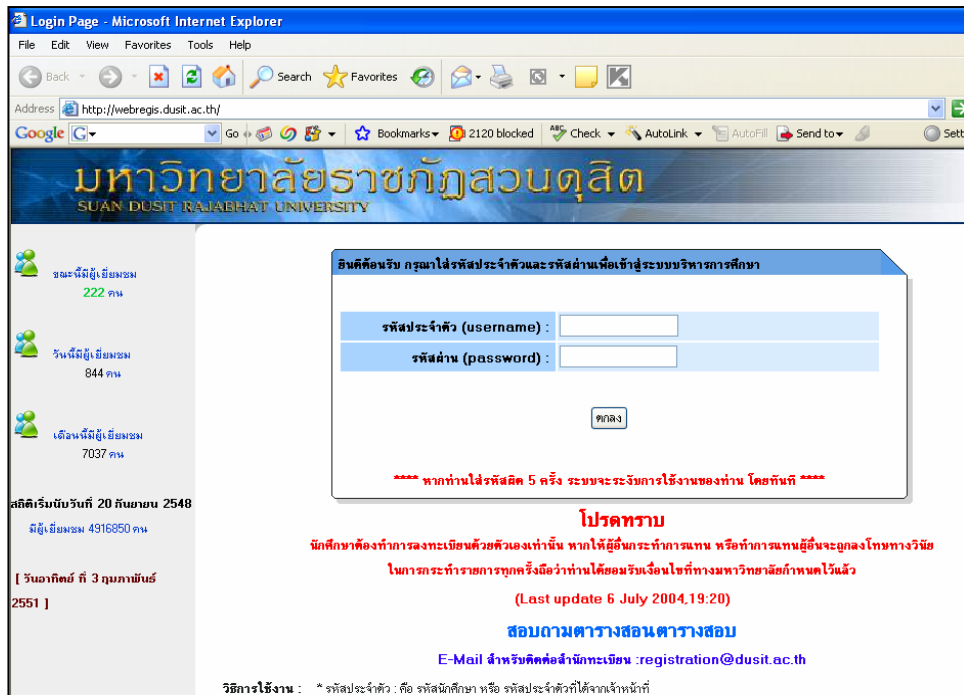 Login Page - Microsoft Internet Explorer
File Edit View Favorites Tools Help
Back Search Favorites
Address http://webregis.dusit.ac.th/
Google G Go Bookmarks 2120 blocked ABC Check AutoLink AutoFill Send to Sett
มหาวิทยาลัยราชภัฏสวนดุสิต
SUAN DUSIT RAJABHAT UNIVERSITY
ขณะนี้มีผู้เยี่ยมชม
222 คน
วันนี้มีผู้เยี่ยมชม
844 คน
เดือนนี้มีผู้เยี่ยมชม
7037 คน
สถิติเริ่มนับวันที่ 20 กันยายน 2548
มีผู้เยี่ยมชม 4916850 คน
[ วันอาทิตย์ ที่ 3 กุมภาพันธ์
2551 ]
ยินดีต้อนรับ กรุณาใส่รหัสประจำตัวและรหัสผ่านเพื่อเข้าสู่ระบบบริหารการศึกษา
รหัสประจำตัว (username) :
รหัสผ่าน (password) :
ตกลง
**** หากท่านใส่รหัสผิด 5 ครั้ง ระบบจะระงับการใช้งานของท่าน โดยทันที ****
โปรดทราบ
นักศึกษาต้องทำการลงทะเบียนด้วยตัวเองเท่านั้น หากให้ผู้อื่นกระทำการแทน หรือทำการแทนผู้อื่นจะถูกลงโทษทางวินัย
ในการกระทำรายการทุกครั้งถือว่าท่านได้ยอมรับเงื่อนไขที่ทางมหาวิทยาลัยกำหนดไว้แล้ว
(Last update 6 July 2004,19:20)
สอบถามตารางสอนตารางสอบ
E-Mail สำหรับติดต่อสำนักทะเบียน :registration@dusit.ac.th
วิธีการใช้งาน : * รหัสประจำตัว : คือ รหัสนักศึกษา หรือ รหัสประจำตัวที่ได้จากเจ้าหน้าที่